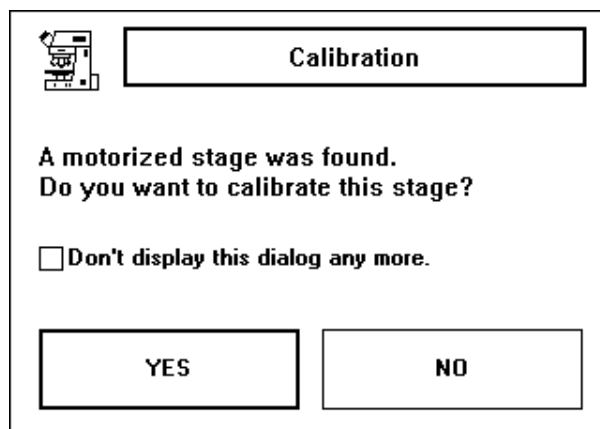 Calibration
A motorized stage was found.
Do you want to calibrate this stage?
Don't display this dialog any more.
YES
NO